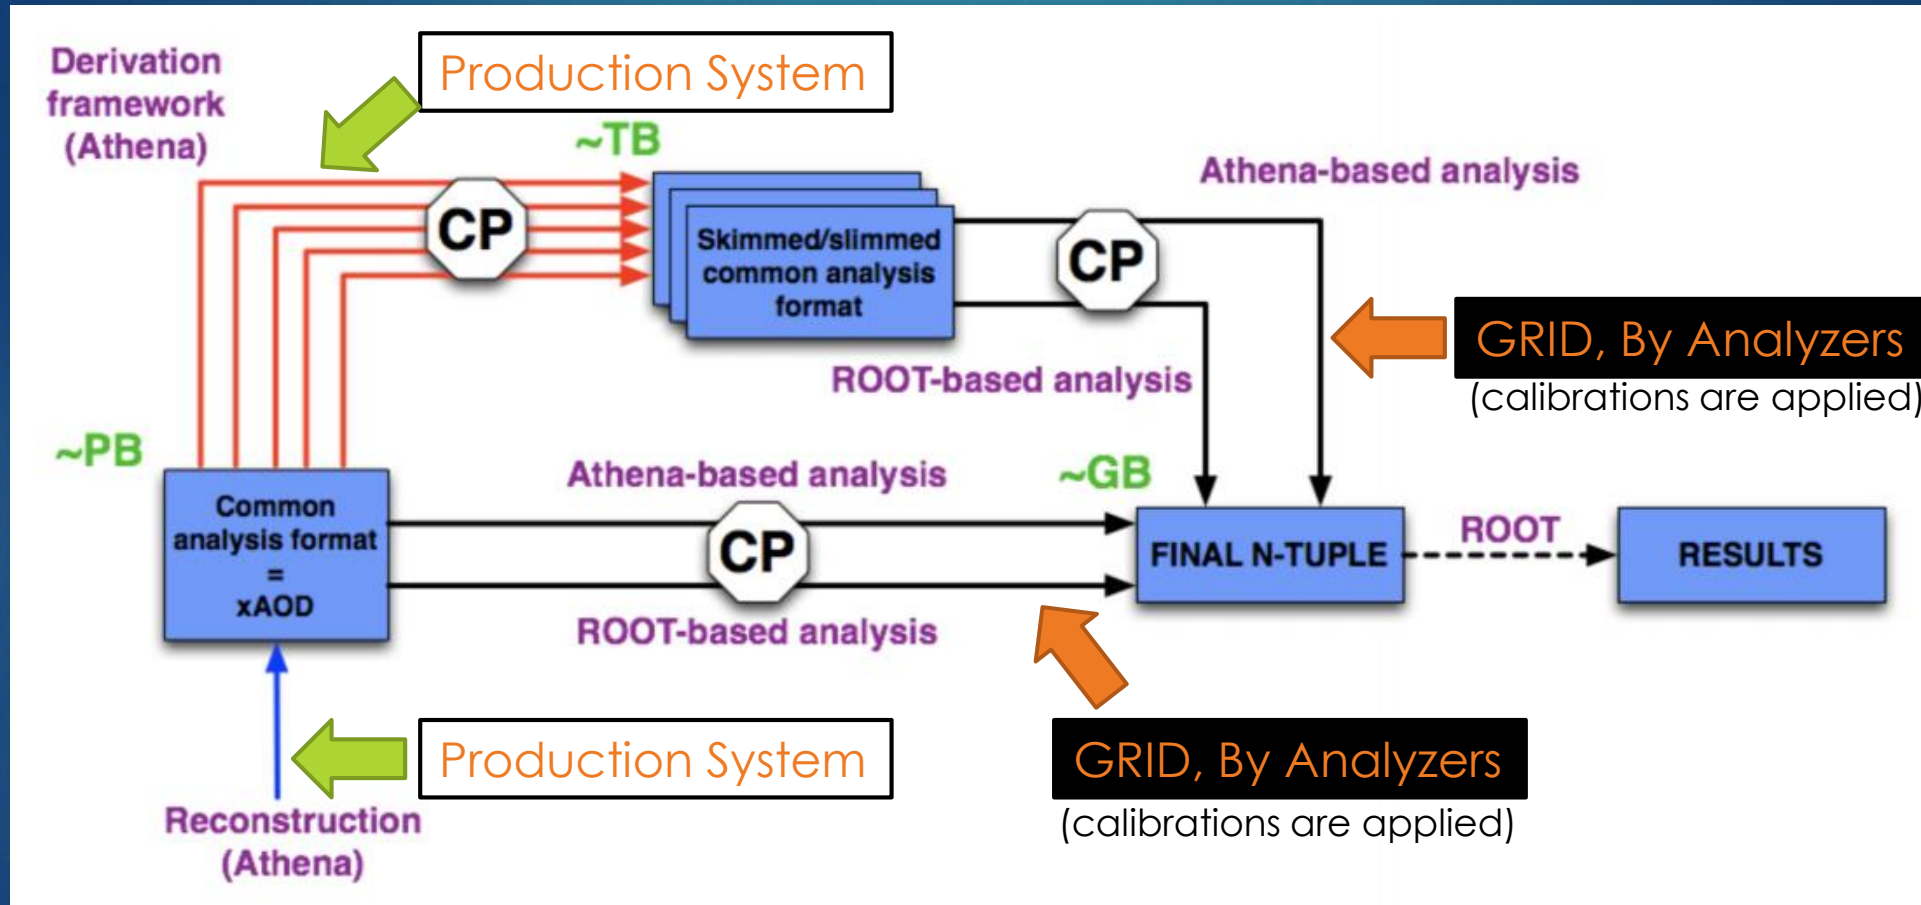 Derivation
framework
(Athena)
Production System
~TB
CP
Skimmed/slimmed
common analysis
format
CP
Athena-based analysis
ROOT-based analysis
GRID, By Analyzers
(calibrations are applied)
~PB
Common
analysis format
=
xAOD
Athena-based analysis
CP
ROOT-based analysis
~GB
FINAL N-TUPLE
ROOT
RESULTS
Production System
Reconstruction
(Athena)
GRID, By Analyzers
(calibrations are applied)